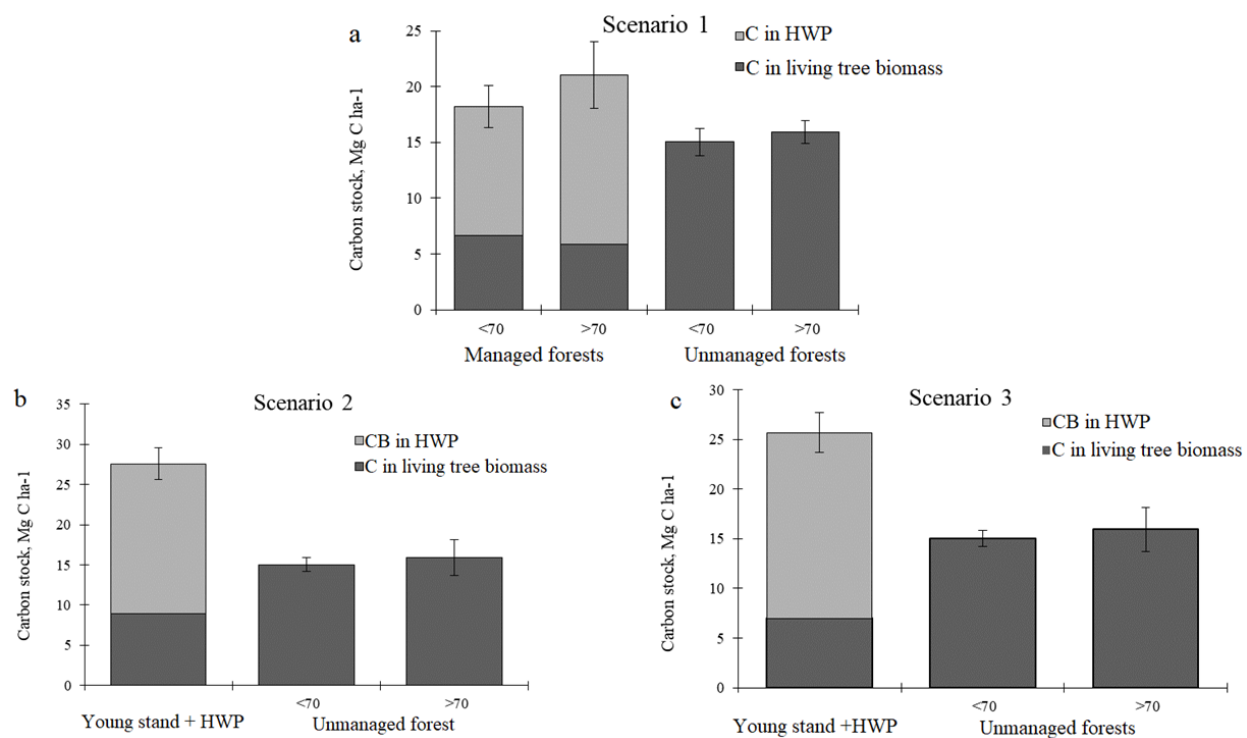 a
Scenario 1
C in HWP
C in living tree biomass
Carbon stock, Mg C ha-1
25
20
15
10
5
0
<70
>70
<70
>70
Managed forests
Unmanaged forests
b
Scenario 2
CB in HWP
C in living tree biomass
Carbon stock, Mg C ha-1
35
30
25
20
15
10
5
0
<70
>70
Young stand + HWP
Unmanaged forest
c
Scenario 3
CB in HWP
C in living tree biomass
Carbon stock, Mg C ha-1
30
25
20
15
10
5
0
<70
>70
Young stand +HWP
Unmanaged forests